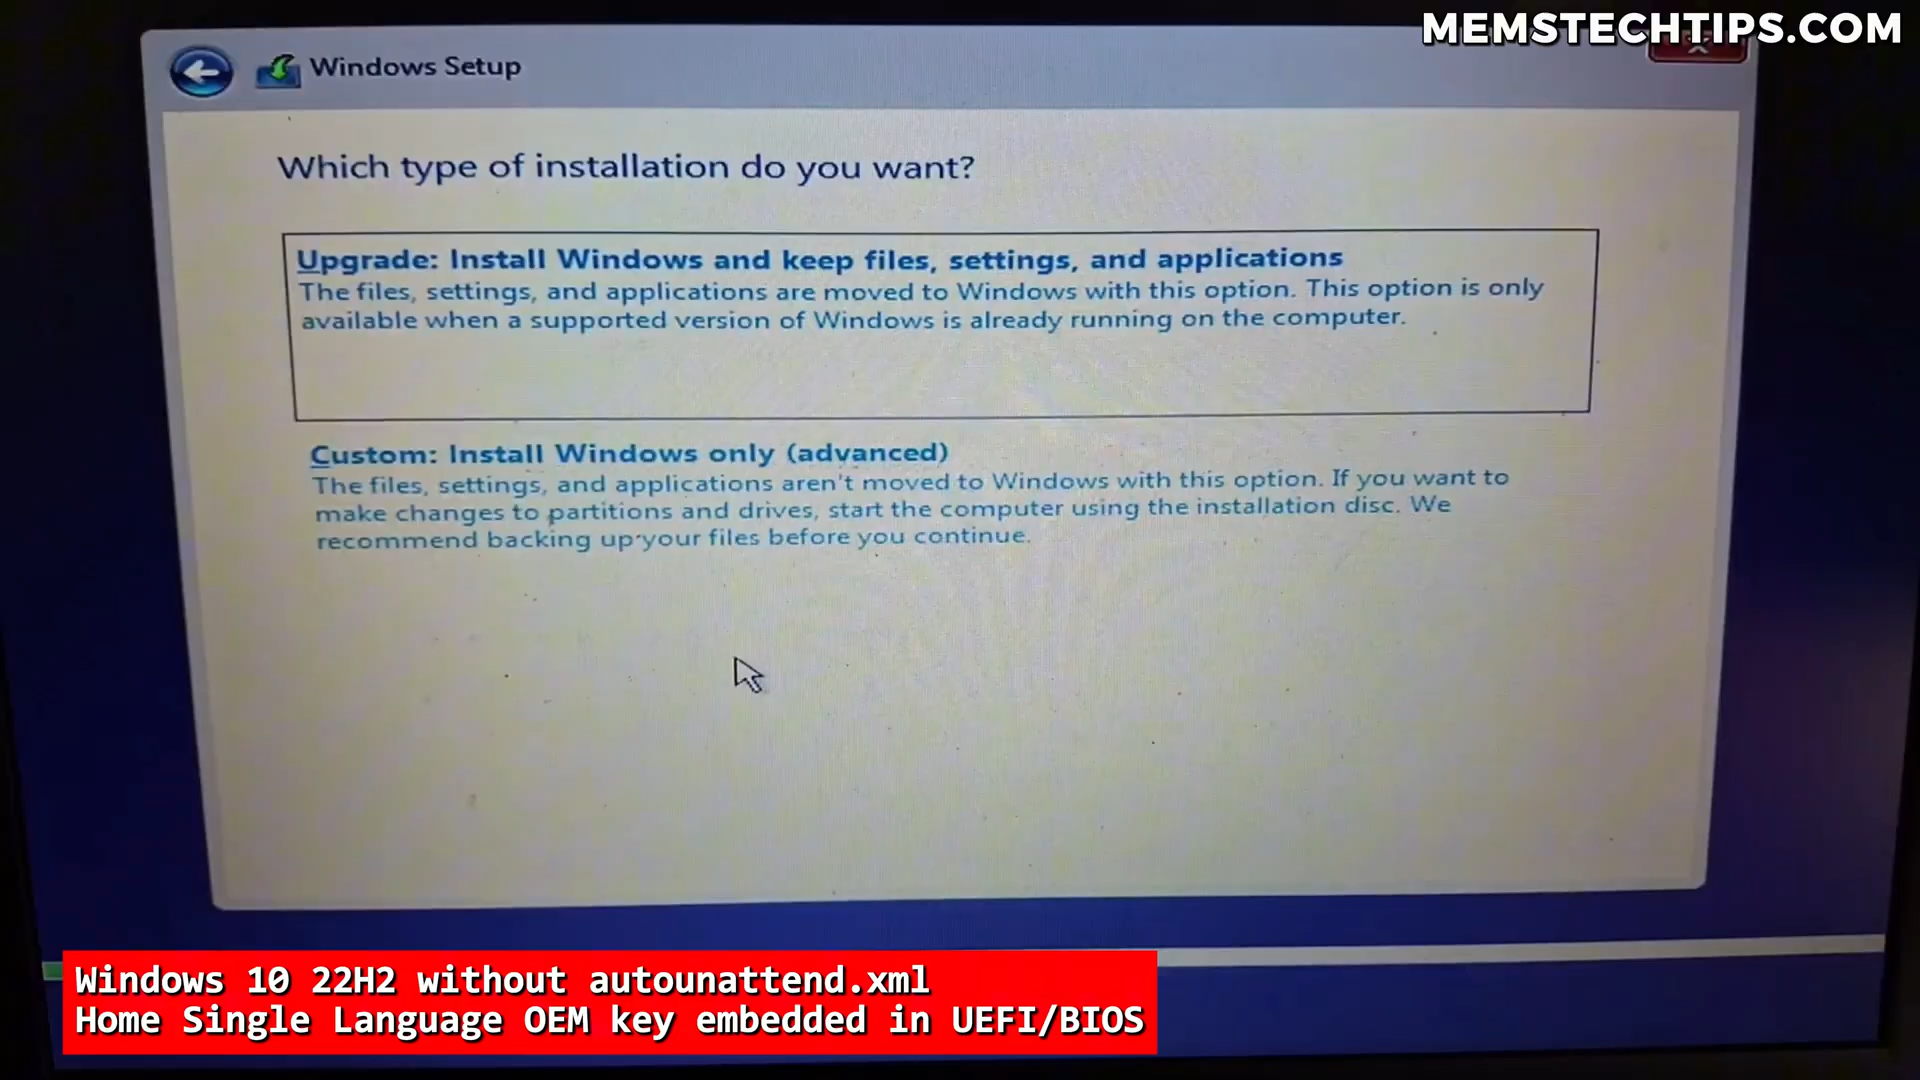 MEMSTECHTIPS.COM
Windows Setup
Which type of installation do you want?
Upgrade: Install Windows and keep files, settings, and applications
The files, settings, and applications are moved to Windows with this option. This option is only
available when a supported version of Windows is already running on the computer.
Custom: Install Windows only (advanced)
The files, settings, and applications aren't moved to Windows with this option. If you want to
make changes to partitions and drives, start the computer using the installation disc. We
recommend backing up your files before you continue.
Windows 10 22H2 without autounattend.xml
Home Single Language OEM key embedded in UEFI/BIOS